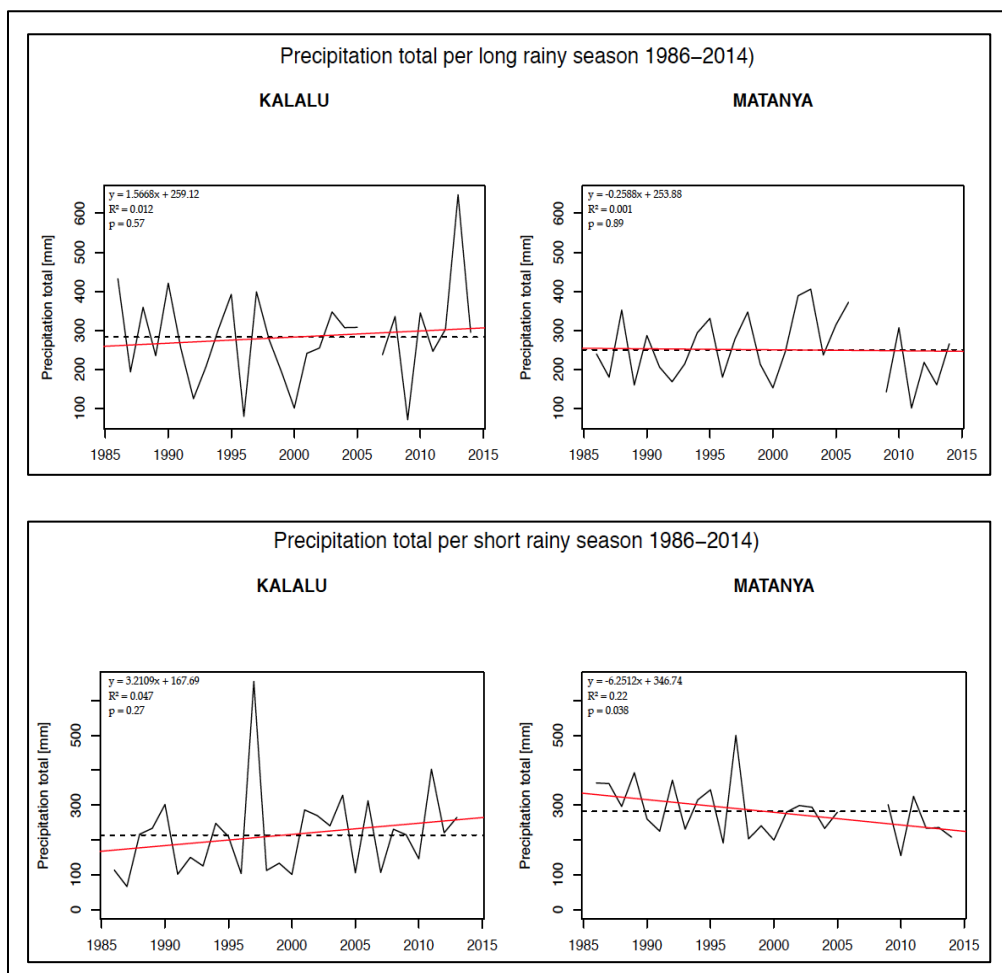 Precipitation total per long rainy season 1986−2014)
KALALU
MATANYA
y = 1.5668x + 259.12
R² = 0.012
p = 0.57
Precipitation total [mm]
100
200
300
400
500
600
1985
1990
1995
2000
2005
2010
2015
y = -0.2588x + 253.88
R² = 0.001
p = 0.89
Precipitation total [mm]
100
200
300
400
500
600
1985
1990
1995
2000
2005
2010
2015
Precipitation total per short rainy season 1986−2014)
KALALU
MATANYA
y = 3.2109x + 167.69
R² = 0.047
p = 0.27
Precipitation total [mm]
0
100
300
500
1985
1990
1995
2000
2005
2010
2015
y = -6.2512x + 346.74
R² = 0.22
p = 0.038
Precipitation total [mm]
0
100
300
500
1985
1990
1995
2000
2005
2010
2015